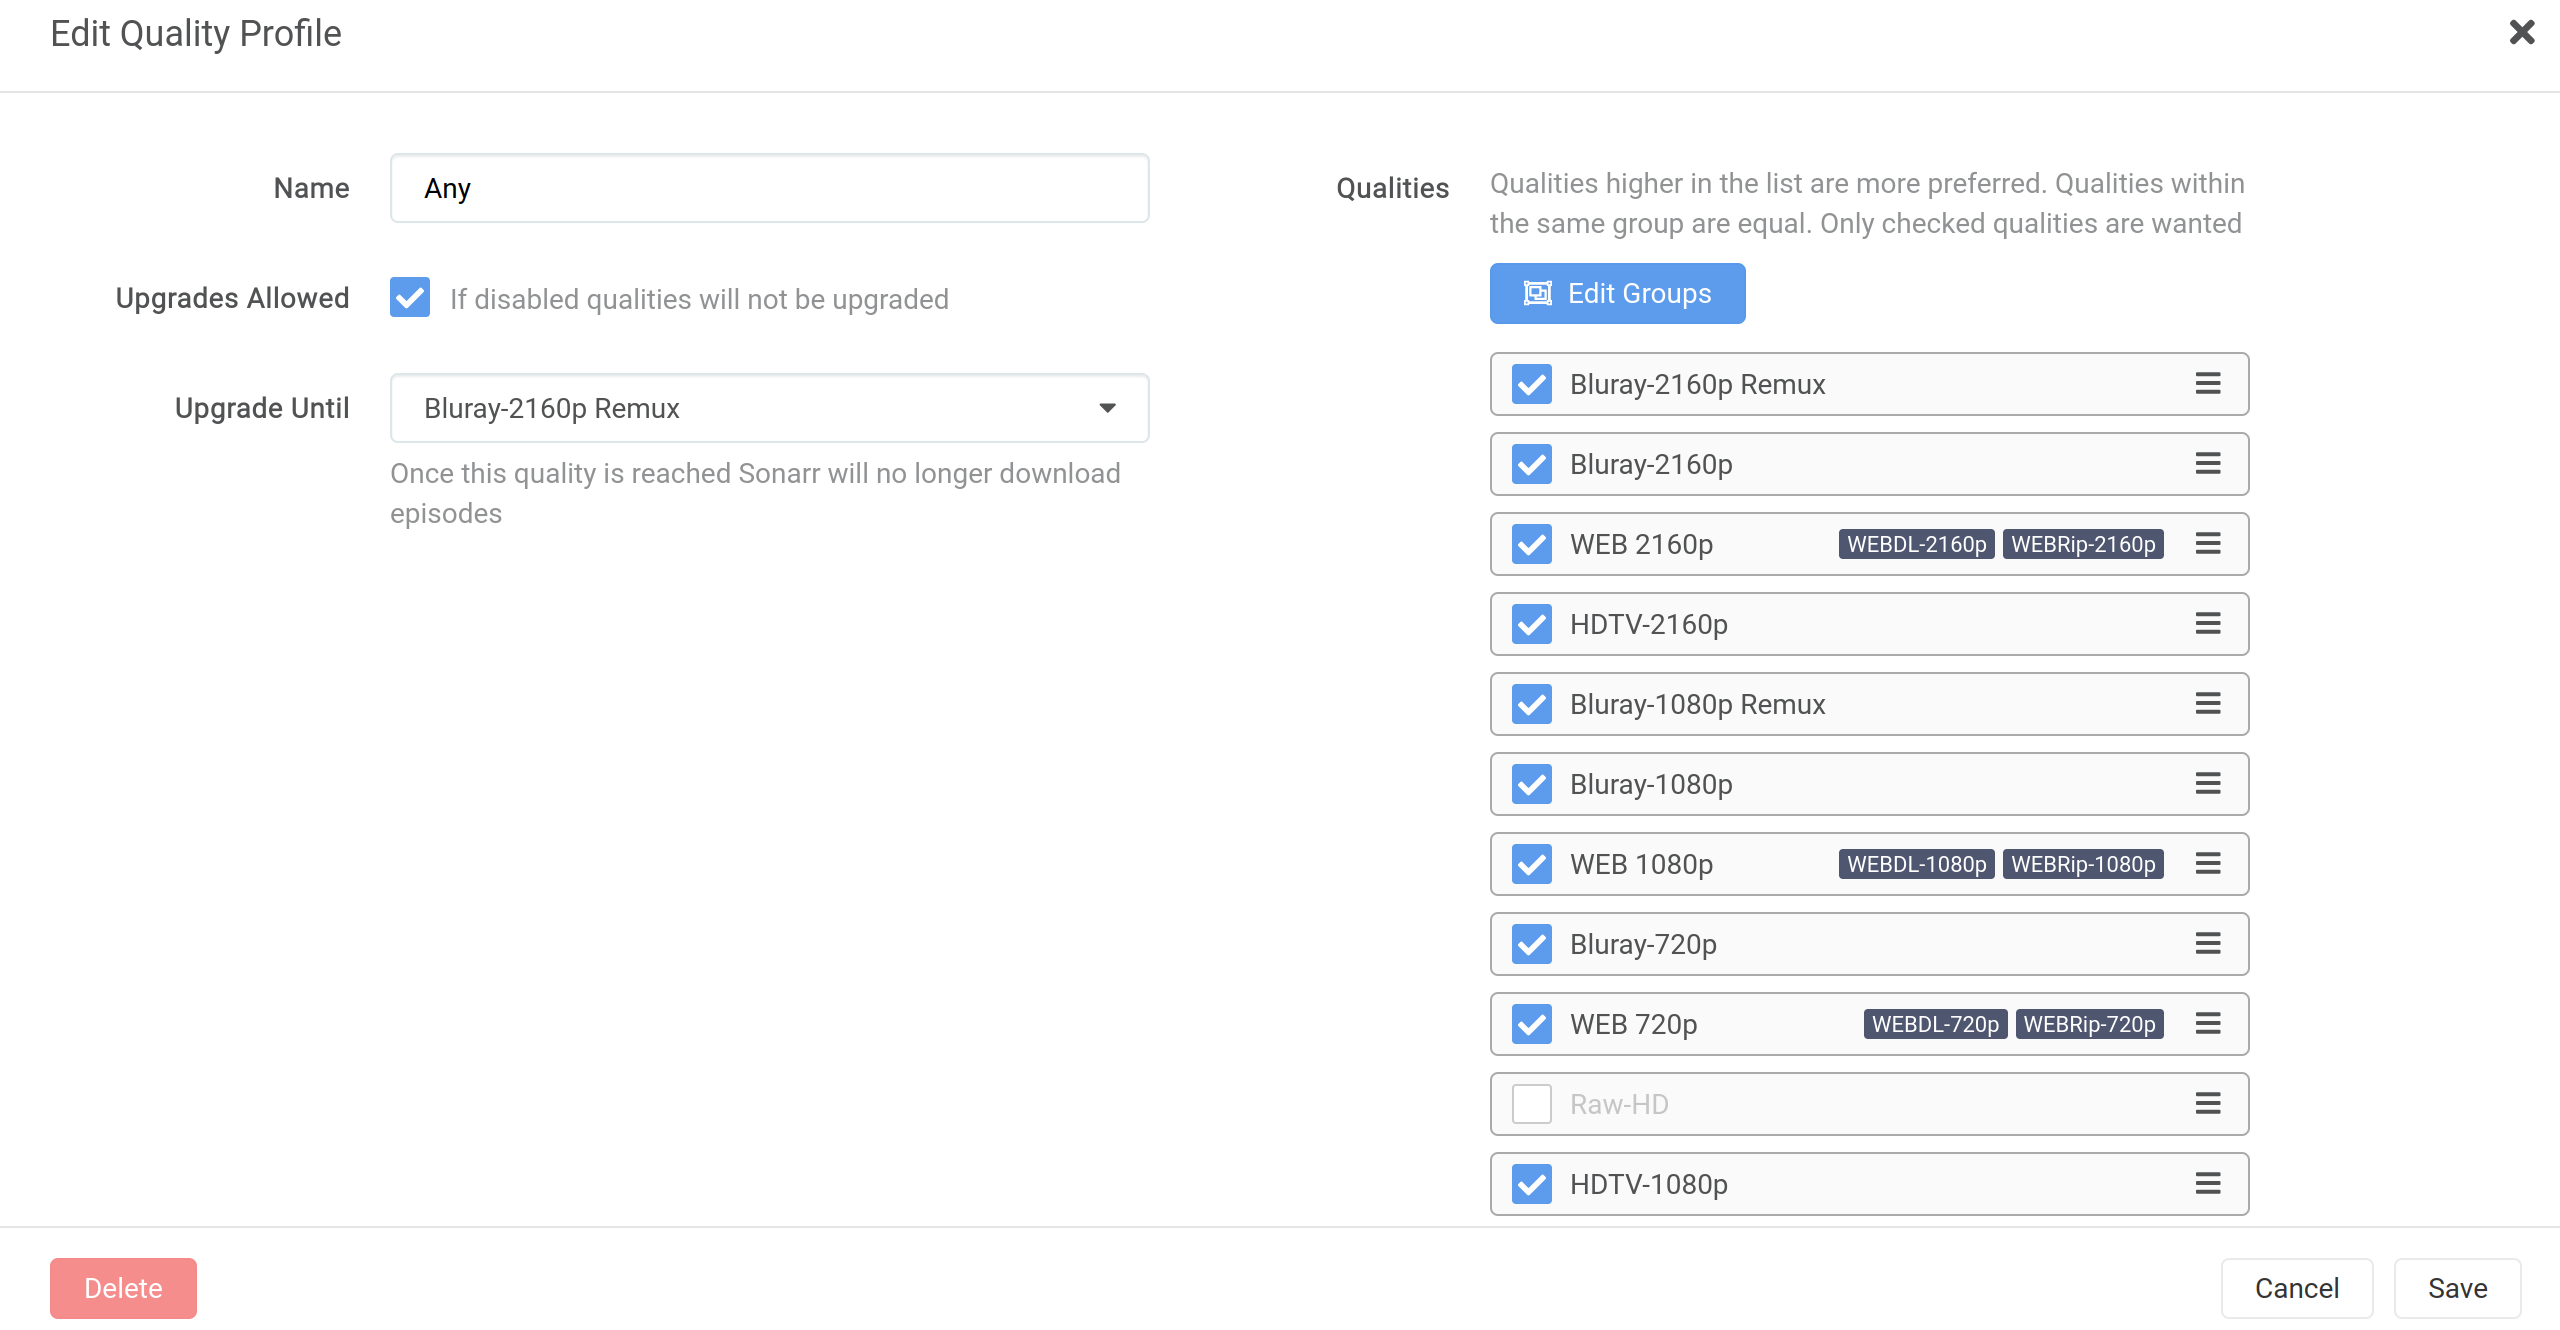 Edit Quality Profile
Name
Any
Upgrades Allowed
If disabled qualities will not be upgraded
Upgrade Until
Bluray-2160p Remux
Once this quality is reached Sonarr will no longer download
episodes
Qualities
Qualities higher in the list are more preferred. Qualities within
the same group are equal. Only checked qualities are wanted
Edit Groups
Bluray-2160p Remux
Bluray-2160p
WEB 2160p WEBDL-2160p WEBRip-2160p
HDTV-2160p
Bluray-1080p Remux
Bluray-1080p
WEB 1080p WEBDL-1080p WEBRip-1080p
Bluray-720p
WEB 720p WEBDL-720p WEBRip-720p
Raw-HD
HDTV-1080p
Delete
Cancel
Save